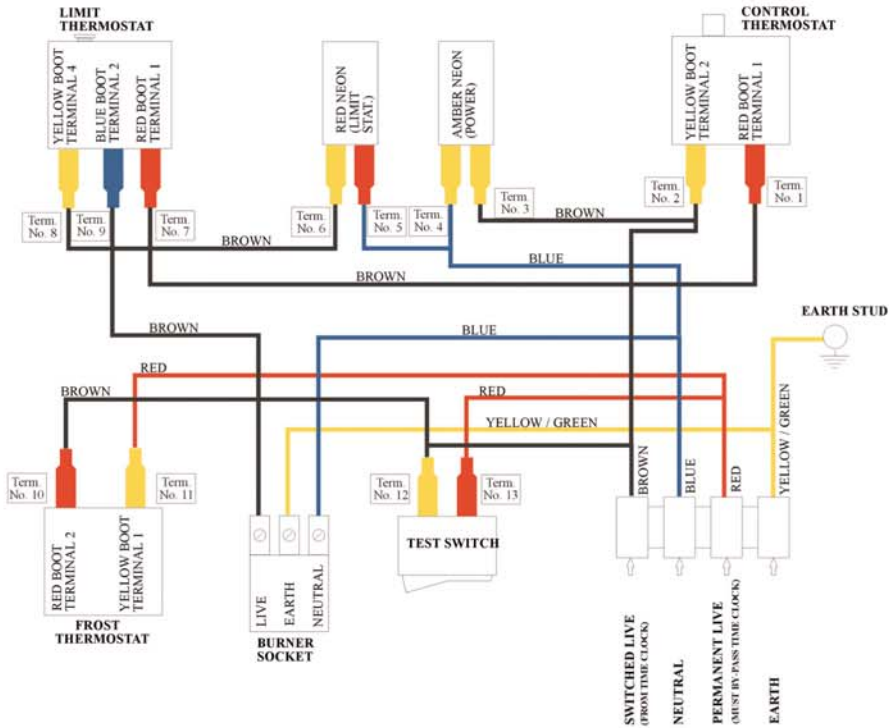 LIMIT
THERMOSTAT
CONTROL
THERMOSTAT
YELLOW BOOT
TERMINAL 4
BLUE BOOT
TERMINAL 2
RED BOOT
TERMINAL 1
RED NEON
(LIMIT
STAT.)
AMBER NEON
(POWER)
YELLOW BOOT
TERMINAL 2
RED BOOT
TERMINAL 1
Term.
No. 8
Term.
No. 9
Term.
No. 7
Term.
No. 6
Term.
No. 5
Term.
No. 4
Term.
No. 3
Term.
No. 2
Term.
No. 1
BROWN
BROWN
BLUE
BROWN
EARTH STUD
BROWN
BLUE
RED
BROWN
RED
YELLOW / GREEN
Term.
No. 10
Term.
No. 11
Term.
No. 12
Term.
No. 13
BROWN
BLUE
RED
YELLOW / GREEN
RED BOOT
TERMINAL 2
YELLOW BOOT
TERMINAL 1
FROST
THERMOSTAT
LIVE
EARTH
NEUTRAL
BURNER
SOCKET
TEST SWITCH
SWITCHED LIVE
(FROM TIME CLOCK)
NEUTRAL
PERMANENT LIVE
(MUST BY-PASS TIME CLOCK)
EARTH